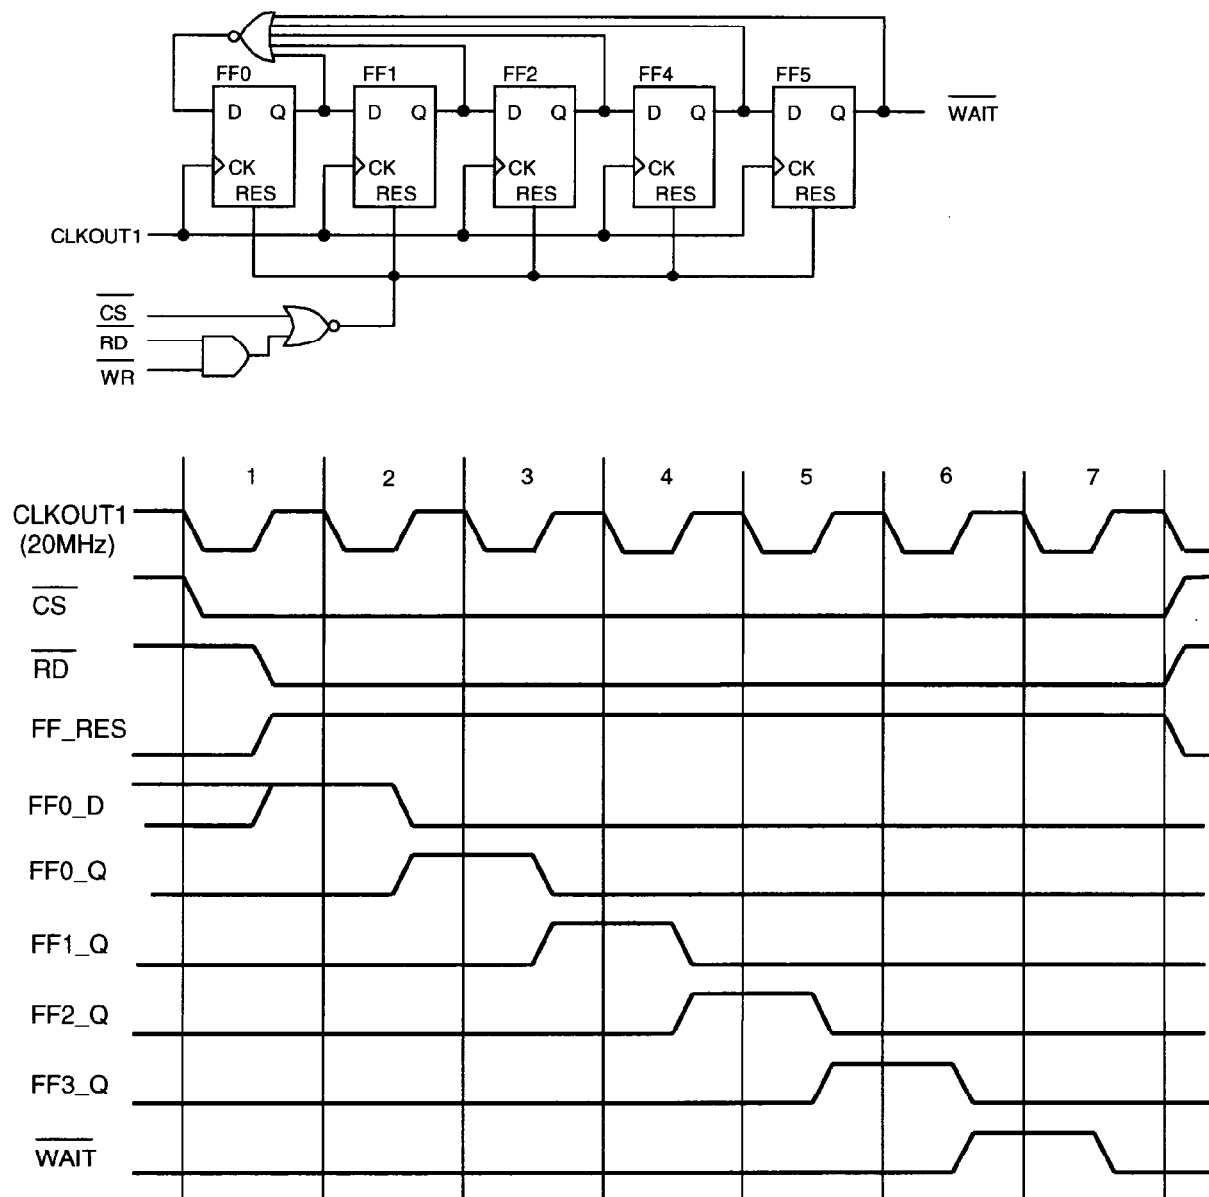 FF0 FF1 FF2 FF4 FF5
D Q D Q D Q D Q D Q WAIT
CK CK CK CK CK
RES RES RES RES RES
CLKOUT1
CS
RD
WR
1 2 3 4 5 6 7
CLKOUT1
(20MHz)
CS
RD
FF_RES
FF0_D
FF0_Q
FF1_Q
FF2_Q
FF3_Q
WAIT